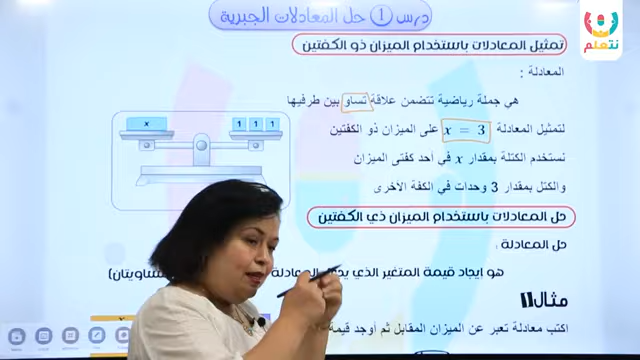 درس 1 حل المعادلات الجبرية
نتعلم
تمثيل المعادلات باستخدام الميزان ذو الكفتين
المعادلة :
هي جملة رياضية تتضمن علاقة تساو بين طرفيها
لتمثيل المعادلة x = 3 على الميزان ذو الكفتين
نستخدم الكتلة بمقدار x في أحد كفتي الميزان
والكتل بمقدار 3 وحدات في الكفة الأخرى
x
1 1 1
حل المعادلات باستخدام الميزان ذي الكفتين
حل المعادلة :
هو إيجاد قيمة المتغير الذي يجعل المعادلة
مثال 11
اكتب معادلة تعبر عن الميزان المقابل ثم أوجد قيمة